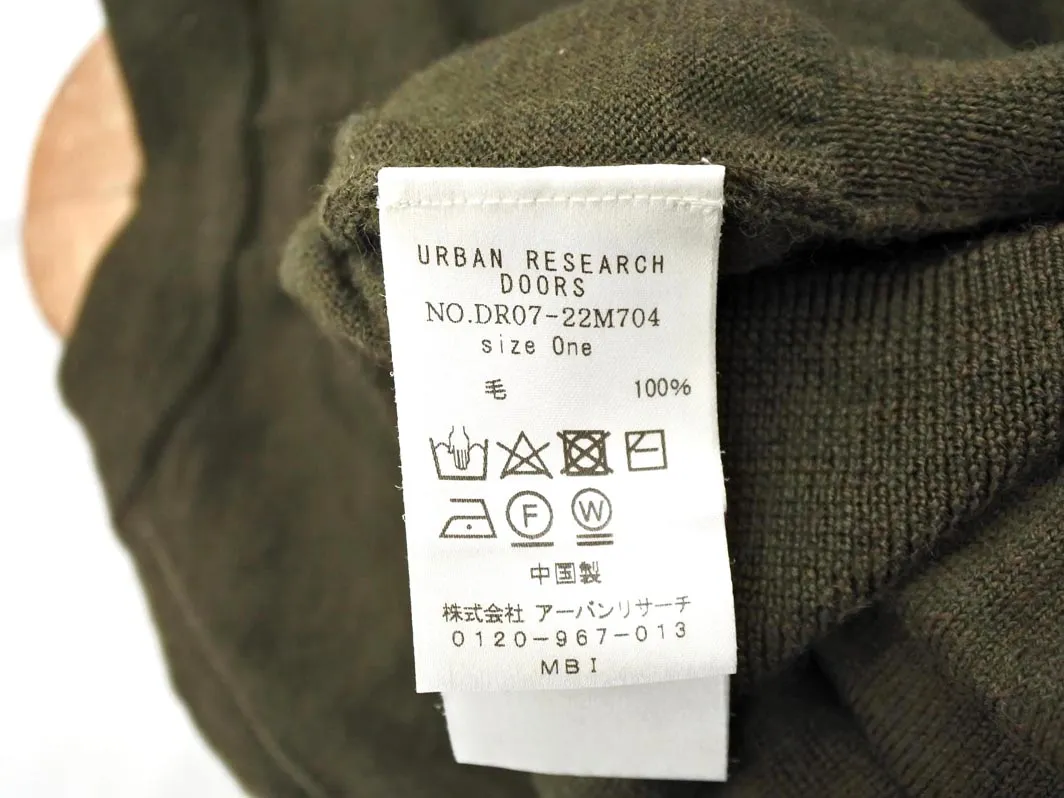 URBAN RESEARCH
DOORS
NO.DR07-22M704
size One
毛 100%
F W
中国製
株式会社 アーバンリサーチ
0120-967-013
MBI